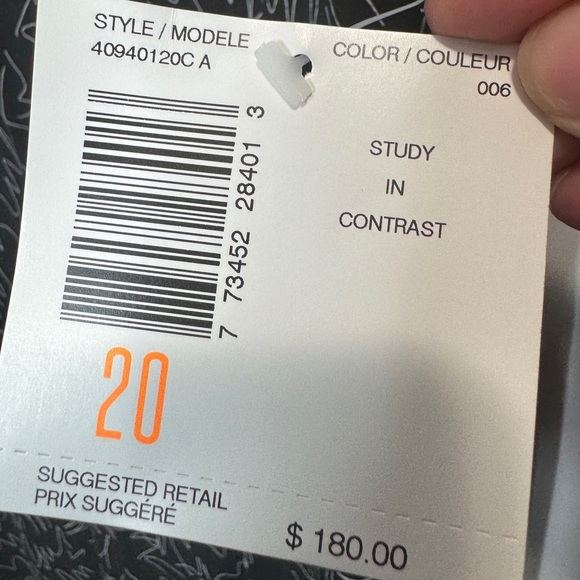 STYLE / MODELE
40940120C A
COLOR / COULEUR
006
7 73452 28401 3
STUDY
IN
CONTRAST
20
SUGGESTED RETAIL
PRIX SUGGÉRÉ
$ 180.00